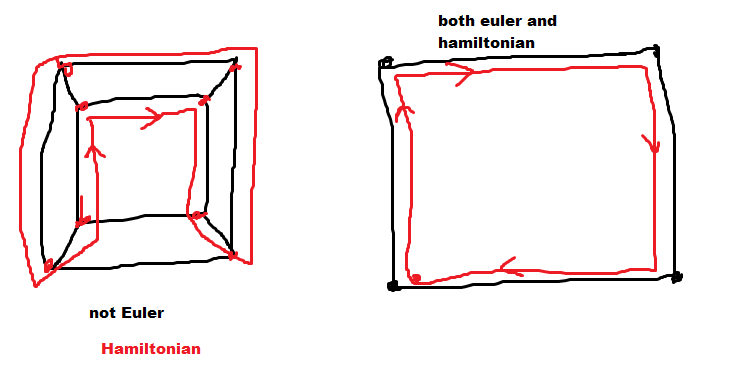 both euler and
hamiltonian
not Euler
Hamiltonian